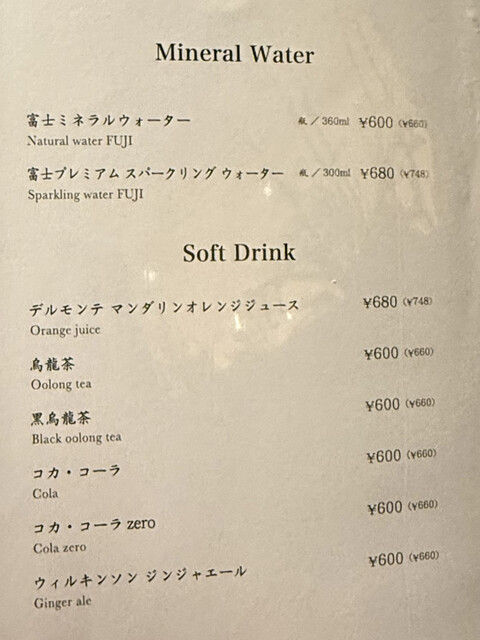 Mineral Water
富士ミネラルウォーター 瓶／360ml ¥600（¥660）
Natural water FUJI
富士プレミアム スパークリング ウォーター 瓶／300ml ¥680（¥748）
Sparkling water FUJI
Soft Drink
デルモンテ マンダリンオレンジジュース ¥680（¥748）
Orange juice
烏龍茶 ¥600（¥660）
Oolong tea
黒烏龍茶 ¥600（¥660）
Black oolong tea
コカ・コーラ ¥600（¥660）
Cola
コカ・コーラ zero ¥600（¥660）
Cola zero
ウィルキンソン ジンジャエール ¥600（¥660）
Ginger ale